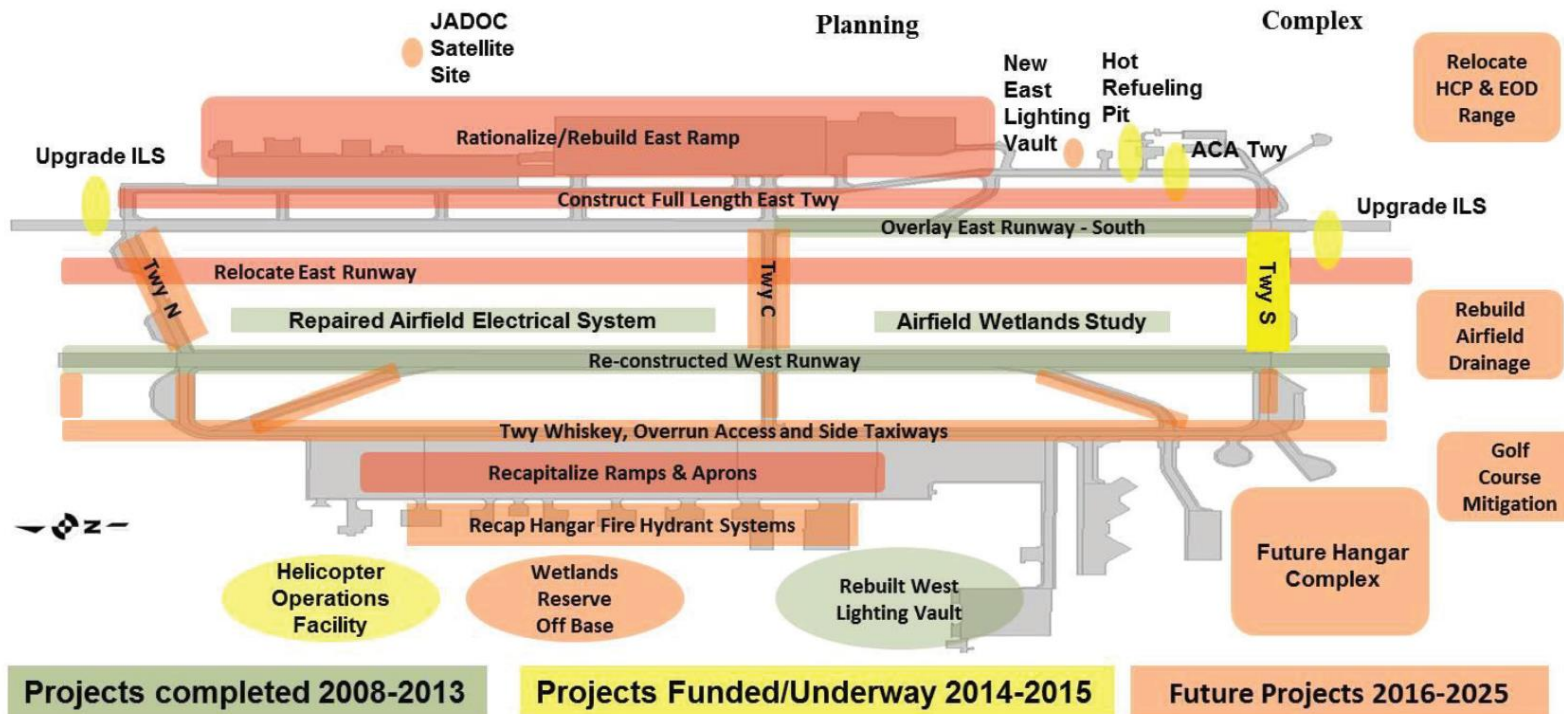 JADOC
Satellite
Site
Planning
Complex
New
East
Lighting
Vault
Hot
Refueling
Pit
Relocate
HCP & EOD
Range
Rationalize/Rebuild East Ramp
Upgrade ILS
ACA Twy
Construct Full Length East Twy
Upgrade ILS
Overlay East Runway - South
Twy N
Relocate East Runway
Twy C
Twy S
Repaired Airfield Electrical System
Airfield Wetlands Study
Rebuild
Airfield
Drainage
Re-constructed West Runway
Twy Whiskey, Overrun Access and Side Taxiways
Recapitalize Ramps & Aprons
Golf
Course
Mitigation
N
Recap Hangar Fire Hydrant Systems
Future Hangar
Complex
Helicopter
Operations
Facility
Wetlands
Reserve
Off Base
Rebuilt West
Lighting Vault
Projects completed 2008-2013
Projects Funded/Underway 2014-2015
Future Projects 2016-2025